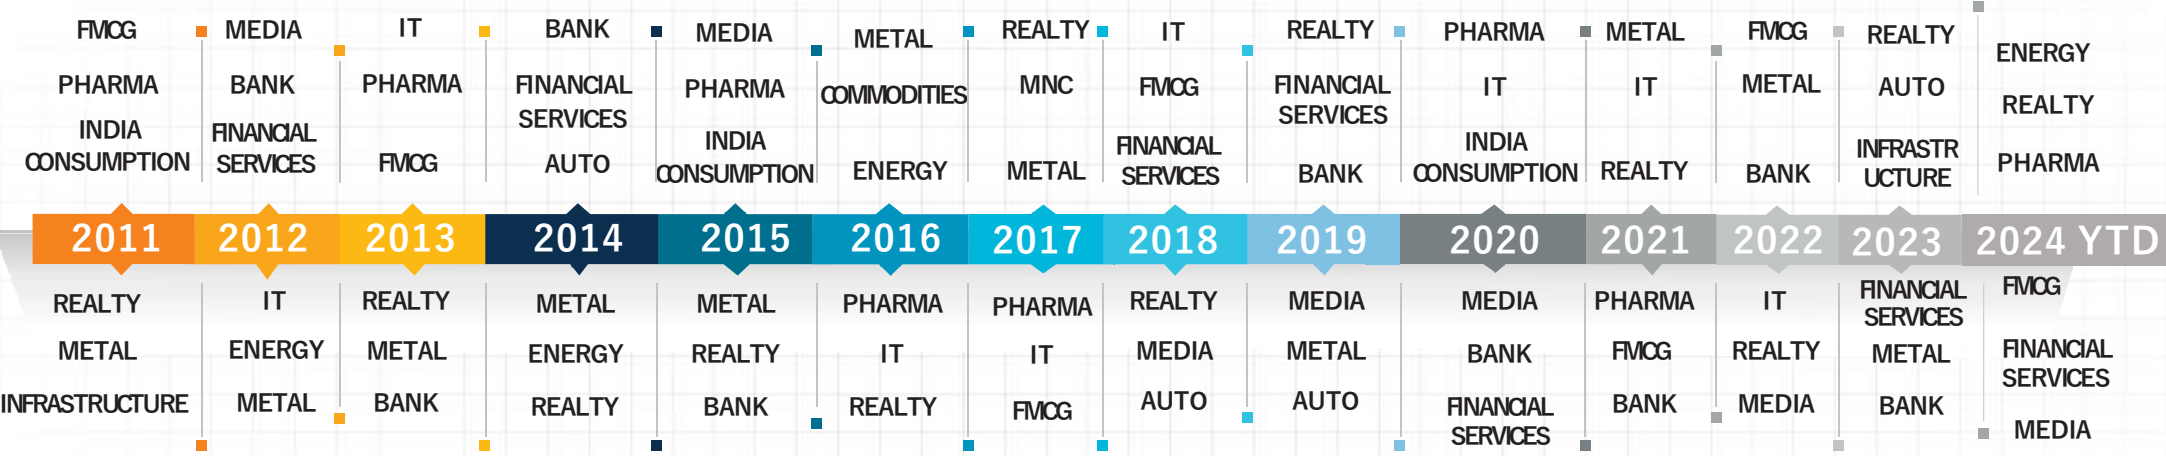 FMCG
PHARMA
INDIA
CONSUMPTION
MEDIA
BANK
FINANCIAL
SERVICES
IT
PHARMA
FMCG
BANK
FINANCIAL
SERVICES
AUTO
MEDIA
PHARMA
INDIA
CONSUMPTION
METAL
COMMODITIES
ENERGY
REALTY
MNC
METAL
IT
FMCG
FINANCIAL
SERVICES
REALTY
FINANCIAL
SERVICES
BANK
PHARMA
IT
INDIA
CONSUMPTION
METAL
IT
REALTY
FMCG
METAL
BANK
REALTY
AUTO
INFRASTR
UCTURE
ENERGY
REALTY
PHARMA
2011 2012 2013 2014 2015 2016 2017 2018 2019 2020 2021 2022 2023 2024 YTD
REALTY
METAL
INFRASTRUCTURE
IT
ENERGY
METAL
REALTY
METAL
BANK
METAL
ENERGY
REALTY
METAL
REALTY
BANK
PHARMA
IT
REALTY
PHARMA
IT
FMCG
REALTY
MEDIA
AUTO
MEDIA
METAL
AUTO
MEDIA
BANK
FINANCIAL
SERVICES
PHARMA
FMCG
BANK
IT
REALTY
MEDIA
FINANCIAL
SERVICES
METAL
BANK
FMCG
FINANCIAL
SERVICES
MEDIA